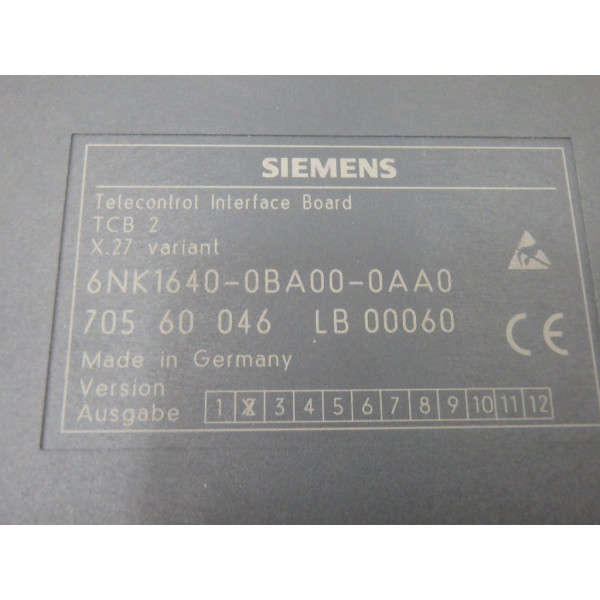 SIEMENS
Telecontrol Interface Board
TCB 2
X.27 variant
6NK1640-0BA00-0AA0
705 60 046 LB 00060
CE
Made in Germany
Version
Ausgabe 1 2 3 4 5 6 7 8 9 10 11 12